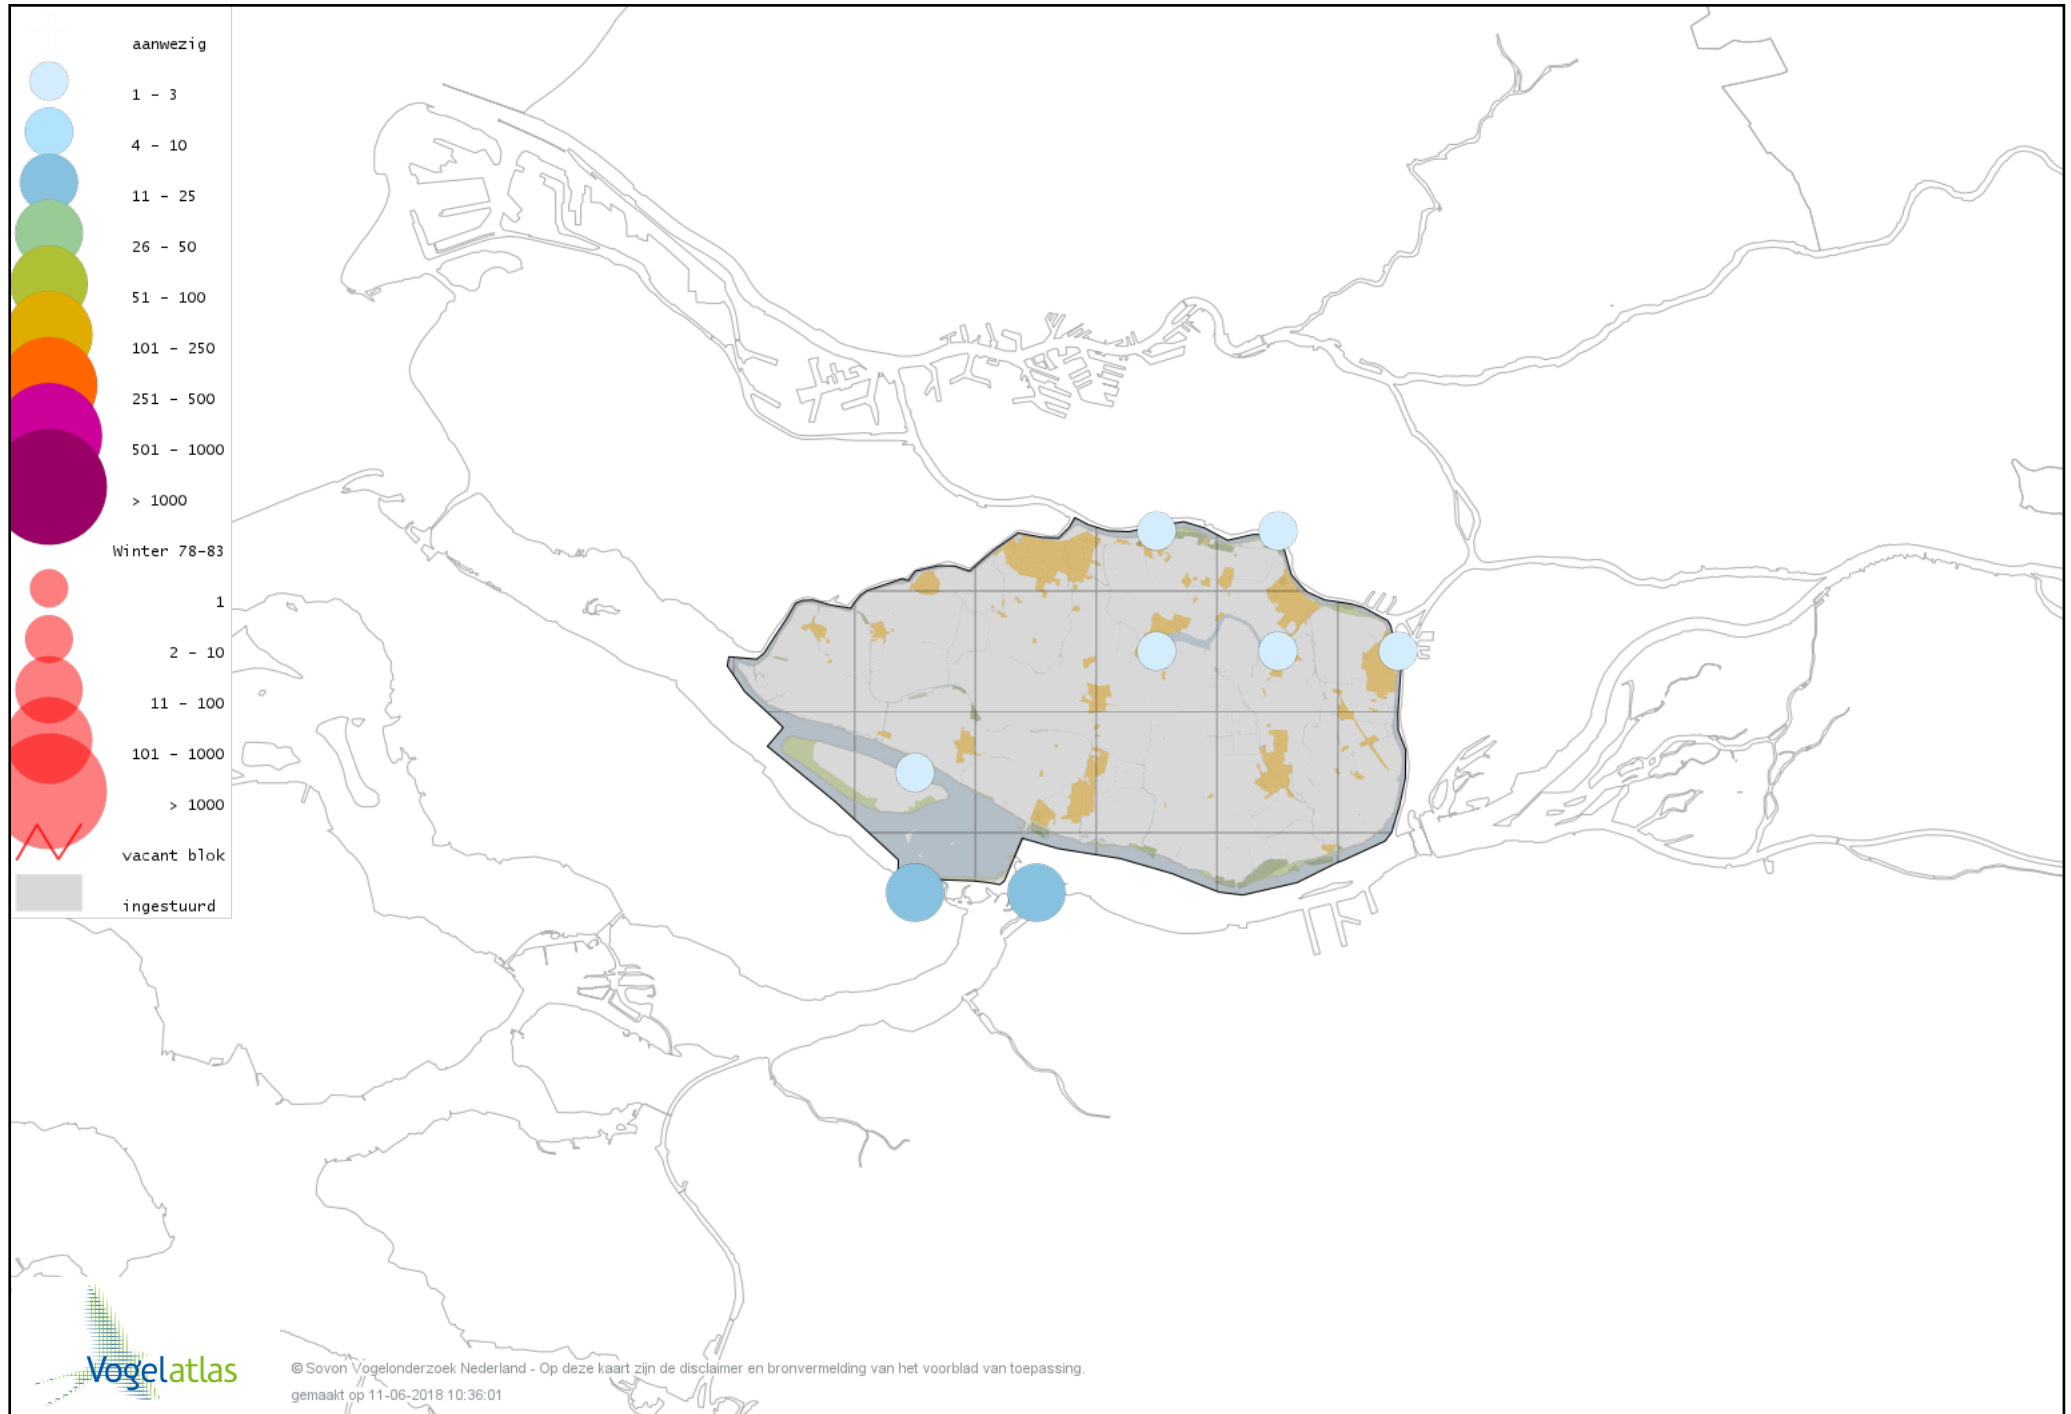 aanwezig
1 - 3
4 - 10
11 - 25
26 - 50
51 - 100
101 - 250
251 - 500
501 - 1000
> 1000
Winter 78-83
1
2 - 10
11 - 100
101 - 1000
> 1000
vacant blok
ingestuurd
Vogelatlas
© Sovon Vogelonderzoek Nederland - Op deze kaart zijn de disclaimer en bronvermelding van het voorblad van toepassing.
gemaakt op 11-06-2018 10:36:01